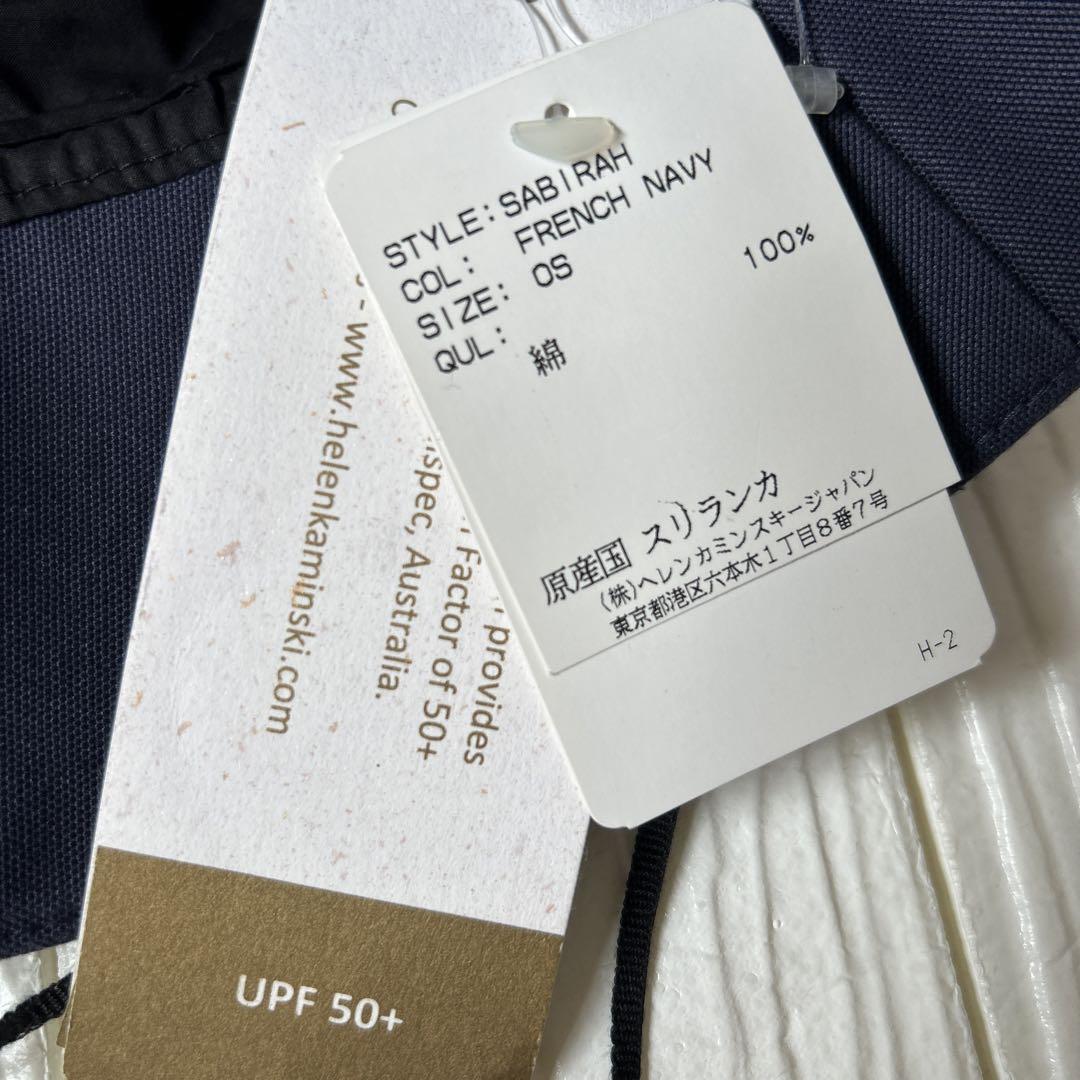 STYLE:SABIRAH
COL: FRENCH NAVY
SIZE: OS
QUL: 綿 100%
原産国 スリランカ
(株)ヘレンカミンスキージャパン
東京都港区六本木1丁目8番7号
H-2
provides
Factor of 50+
spec, Australia.
- www.helenkaminski.com
UPF 50+